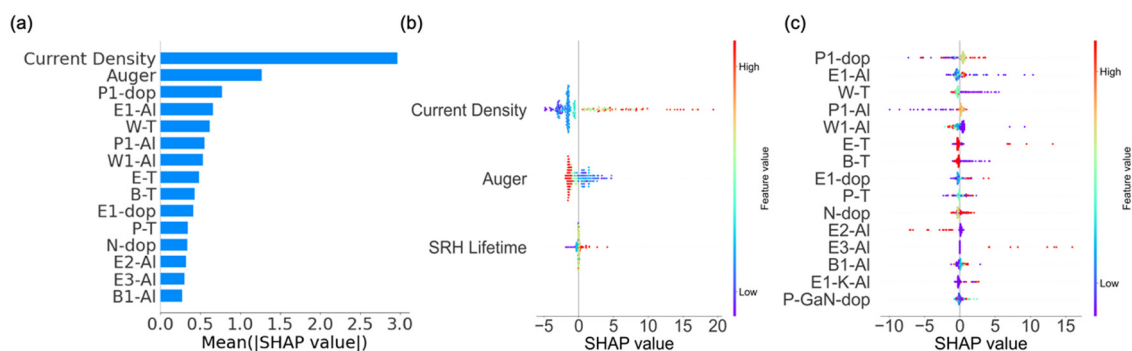 (a)
Current Density
Auger
P1-dop
E1-Al
W-T
P1-Al
W1-Al
E-T
B-T
E1-dop
P-T
N-dop
E2-Al
E3-Al
B1-Al
0.0 0.5 1.0 1.5 2.0 2.5 3.0
Mean(|SHAP value|)
(b)
Current Density
Auger
SRH Lifetime
−5 0 5 10 15 20
SHAP value
High
Feature value
Low
(c)
P1-dop
E1-Al
W-T
P1-Al
W1-Al
E-T
B-T
E1-dop
P-T
N-dop
E2-Al
E3-Al
B1-Al
E1-K-Al
P-GaN-dop
−10 −5 0 5 10 15
SHAP value
High
Feature value
Low